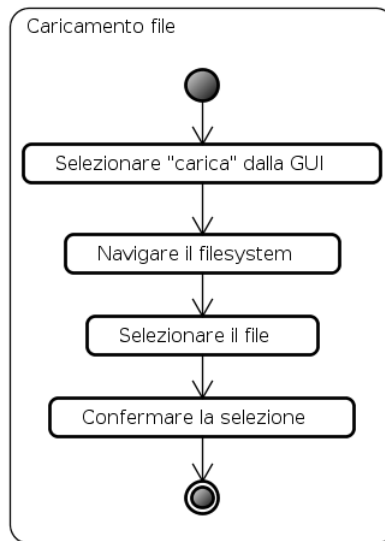 Caricamento file
Selezionare "carica" dalla GUI
Navigare il filesystem
Selezionare il file
Confermare la selezione